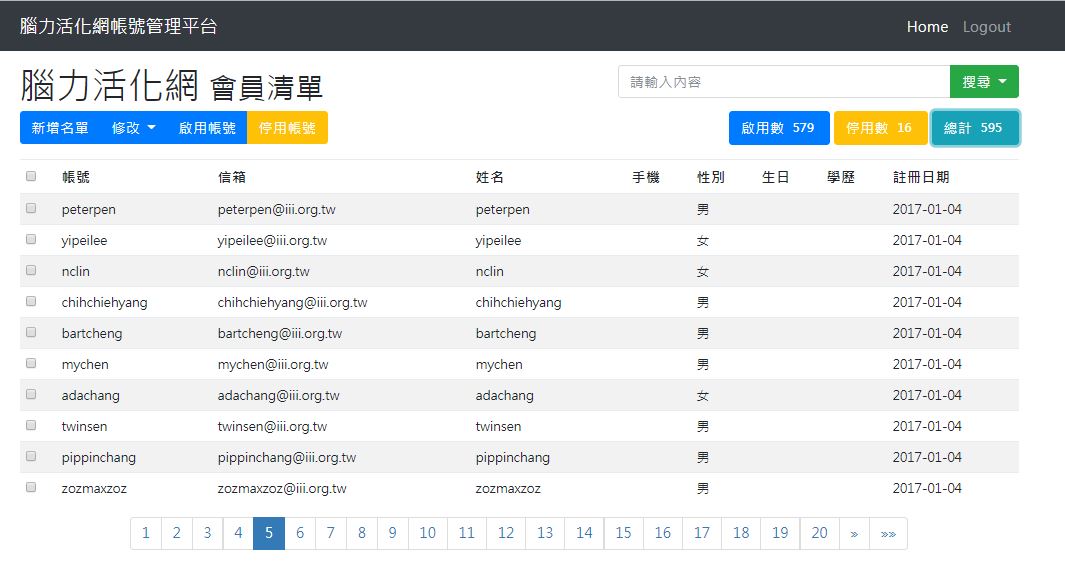 腦力活化網帳號管理平台 Home Logout
腦力活化網 會員清單 請輸入內容 搜尋
新增名單 修改 啟用帳號 停用帳號 啟用數 579 停用數 16 總計 595
帳號 信箱 姓名 手機 性別 生日 學歷 註冊日期
peterpen peterpen@iii.org.tw peterpen 男 2017-01-04
yipeilee yipeilee@iii.org.tw yipeilee 女 2017-01-04
nclin nclin@iii.org.tw nclin 女 2017-01-04
chihchiehyang chihchiehyang@iii.org.tw chihchiehyang 男 2017-01-04
bartcheng bartcheng@iii.org.tw bartcheng 男 2017-01-04
mychen mychen@iii.org.tw mychen 男 2017-01-04
adachang adachang@iii.org.tw adachang 女 2017-01-04
twinsen twinsen@iii.org.tw twinsen 男 2017-01-04
pippinchang pippinchang@iii.org.tw pippinchang 男 2017-01-04
zozmaxzoz zozmaxzoz@iii.org.tw zozmaxzoz 男 2017-01-04
1 2 3 4 5 6 7 8 9 10 11 12 13 14 15 16 17 18 19 20 » »»